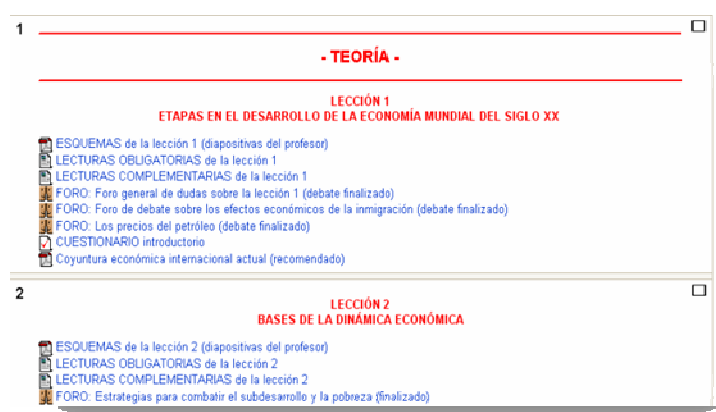 1
- TEORÍA -
LECCIÓN 1
ETAPAS EN EL DESARROLLO DE LA ECONOMÍA MUNDIAL DEL SIGLO XX
ESQUEMAS de la lección 1 (diapositivas del profesor)
LECTURAS OBLIGATORIAS de la lección 1
LECTURAS COMPLEMENTARIAS de la lección 1
FORO: Foro general de dudas sobre la lección 1 (debate finalizado)
FORO: Foro de debate sobre los efectos económicos de la inmigración (debate finalizado)
FORO: Los precios del petróleo (debate finalizado)
CUESTIONARIO introductorio
Coyuntura económica internacional actual (recomendado)
2
LECCIÓN 2
BASES DE LA DINÁMICA ECONÓMICA
ESQUEMAS de la lección 2 (diapositivas del profesor)
LECTURAS OBLIGATORIAS de la lección 2
LECTURAS COMPLEMENTARIAS de la lección 2
FORO: Estrategias para combatir el subdesarrollo y la pobreza (finalizado)